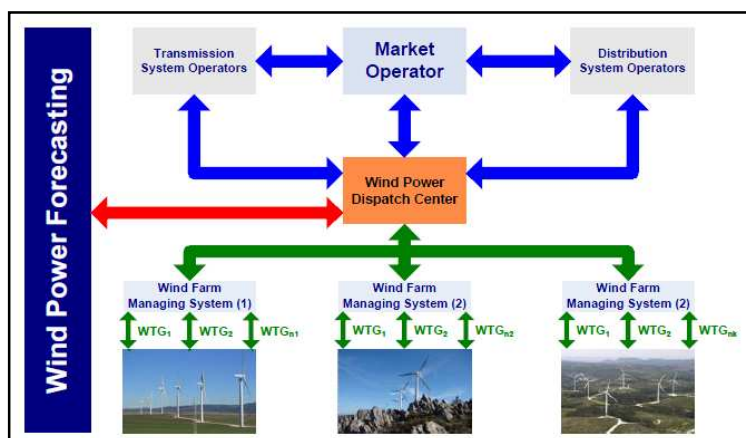 Wind Power Forecasting
Transmission
System Operators
Market
Operator
Distribution
System Operators
Wind Power
Dispatch Center
Wind Farm
Managing System (1)
Wind Farm
Managing System (2)
Wind Farm
Managing System (2)
WTG₁ WTG₂ WTGₙ₁
WTG₁ WTG₂ WTGₙ₂
WTG₁ WTG₂ WTGₙₖ